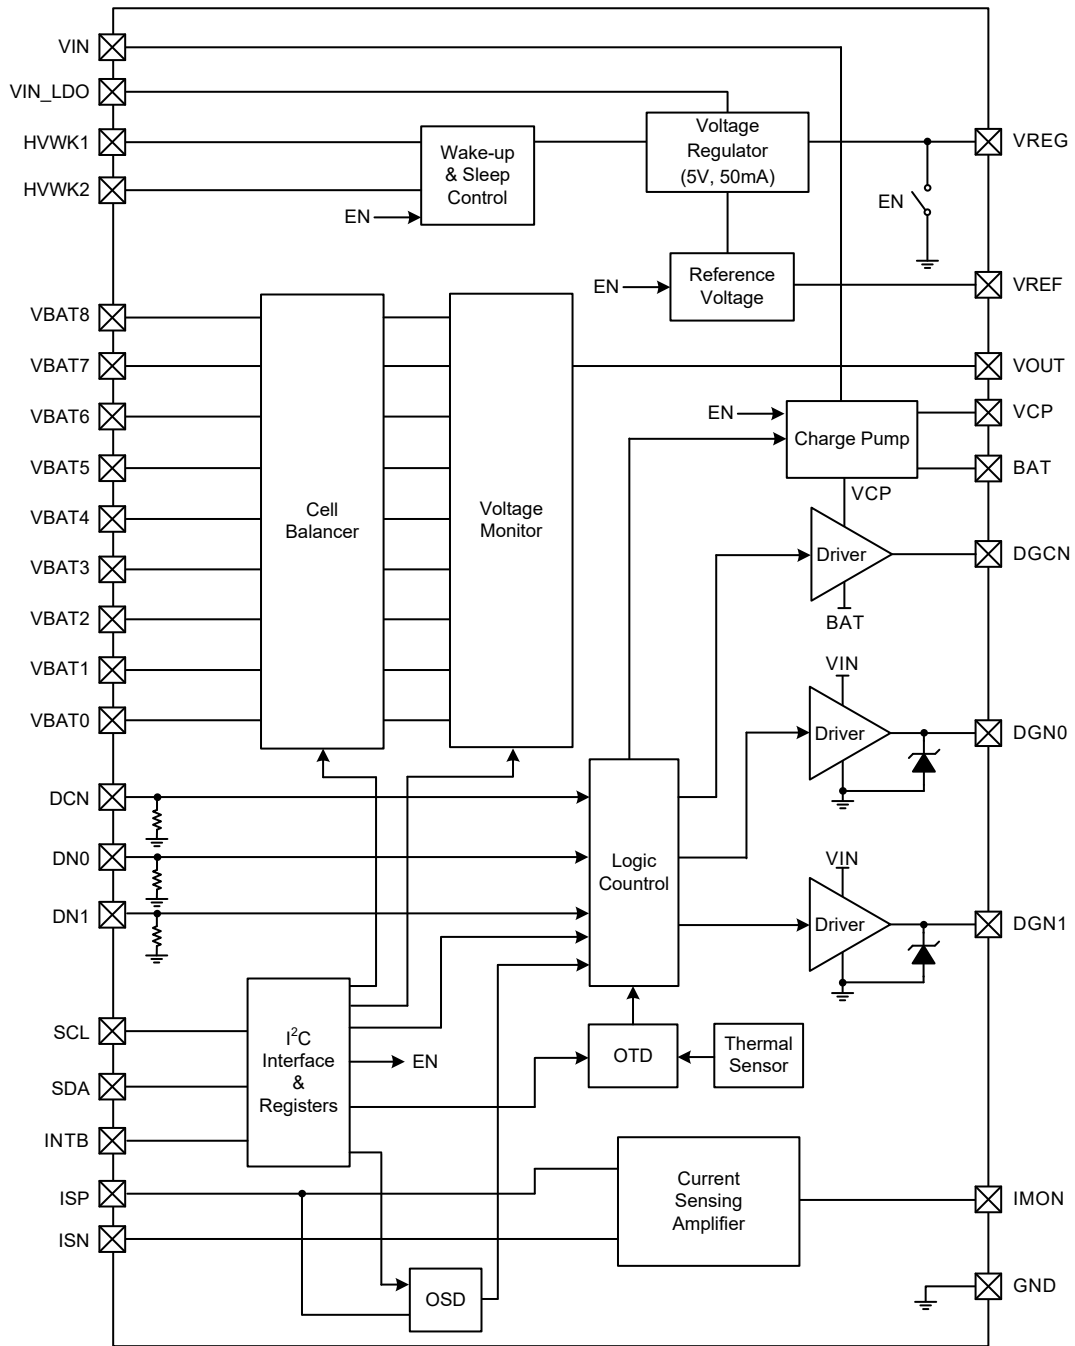 VIN
VIN_LDO
HVWK1
HVWK2
Wake-up
& Sleep
Control
EN
Voltage
Regulator
(5V, 50mA)
VREG
EN
EN
Reference
Voltage
VREF
VBAT8
VBAT7
VBAT6
VBAT5
VBAT4
VBAT3
VBAT2
VBAT1
VBAT0
Cell
Balancer
Voltage
Monitor
VOUT
EN
Charge Pump
VCP
BAT
VCP
Driver
BAT
DGCN
VIN
Driver
DGN0
DCN
DN0
DN1
Logic
Countrol
VIN
Driver
DGN1
SCL
SDA
INTB
I²C
Interface
&
Registers
EN
OTD
Thermal
Sensor
ISP
ISN
Current
Sensing
Amplifier
IMON
OSD
GND